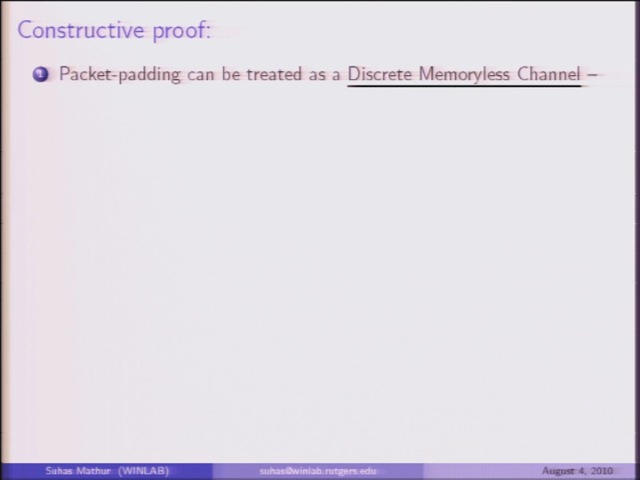 Constructive proof:
1 Packet-padding can be treated as a Discrete Memoryless Channel –
Suhas Mathur (WINLAB) suhas@winlab.rutgers.edu August 4, 2010